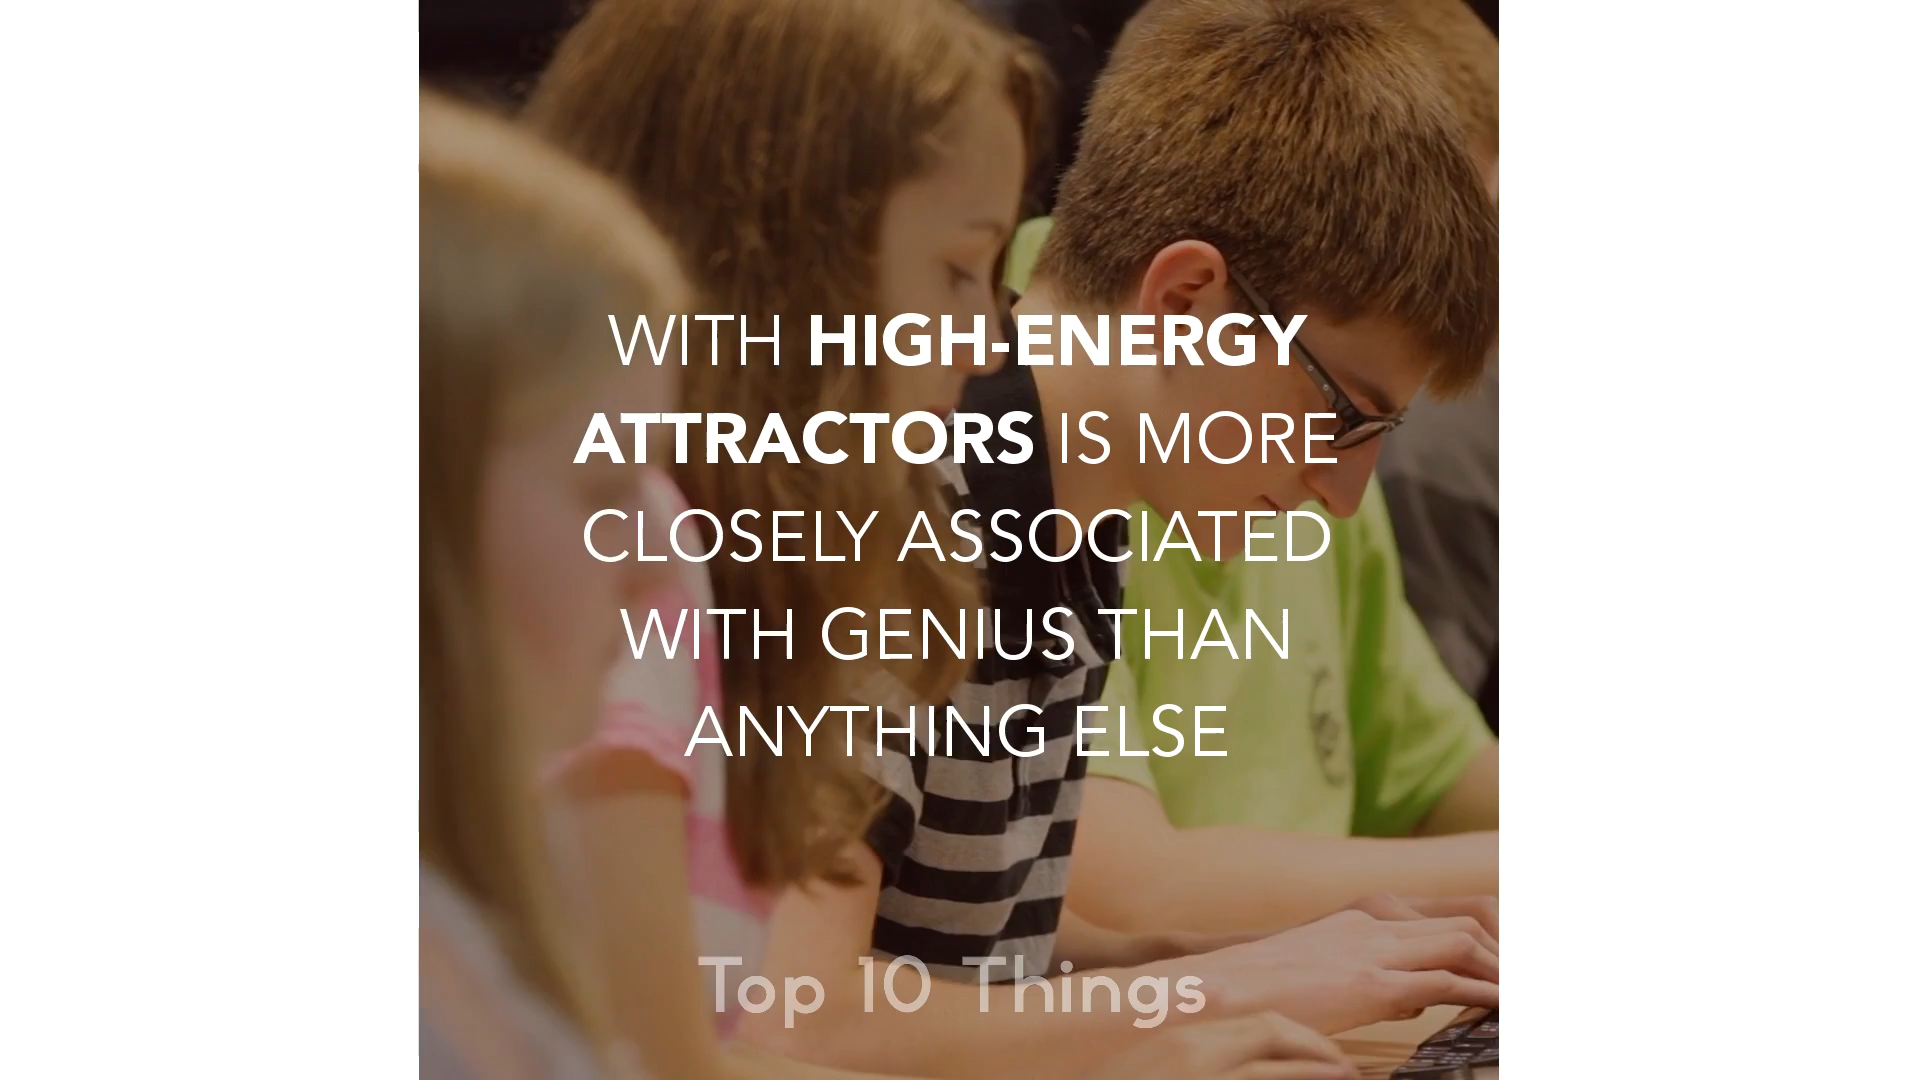 WITH HIGH-ENERGY
ATTRACTORS IS MORE
CLOSELY ASSOCIATED
WITH GENIUS THAN
ANYTHING ELSE
Top 10 Things